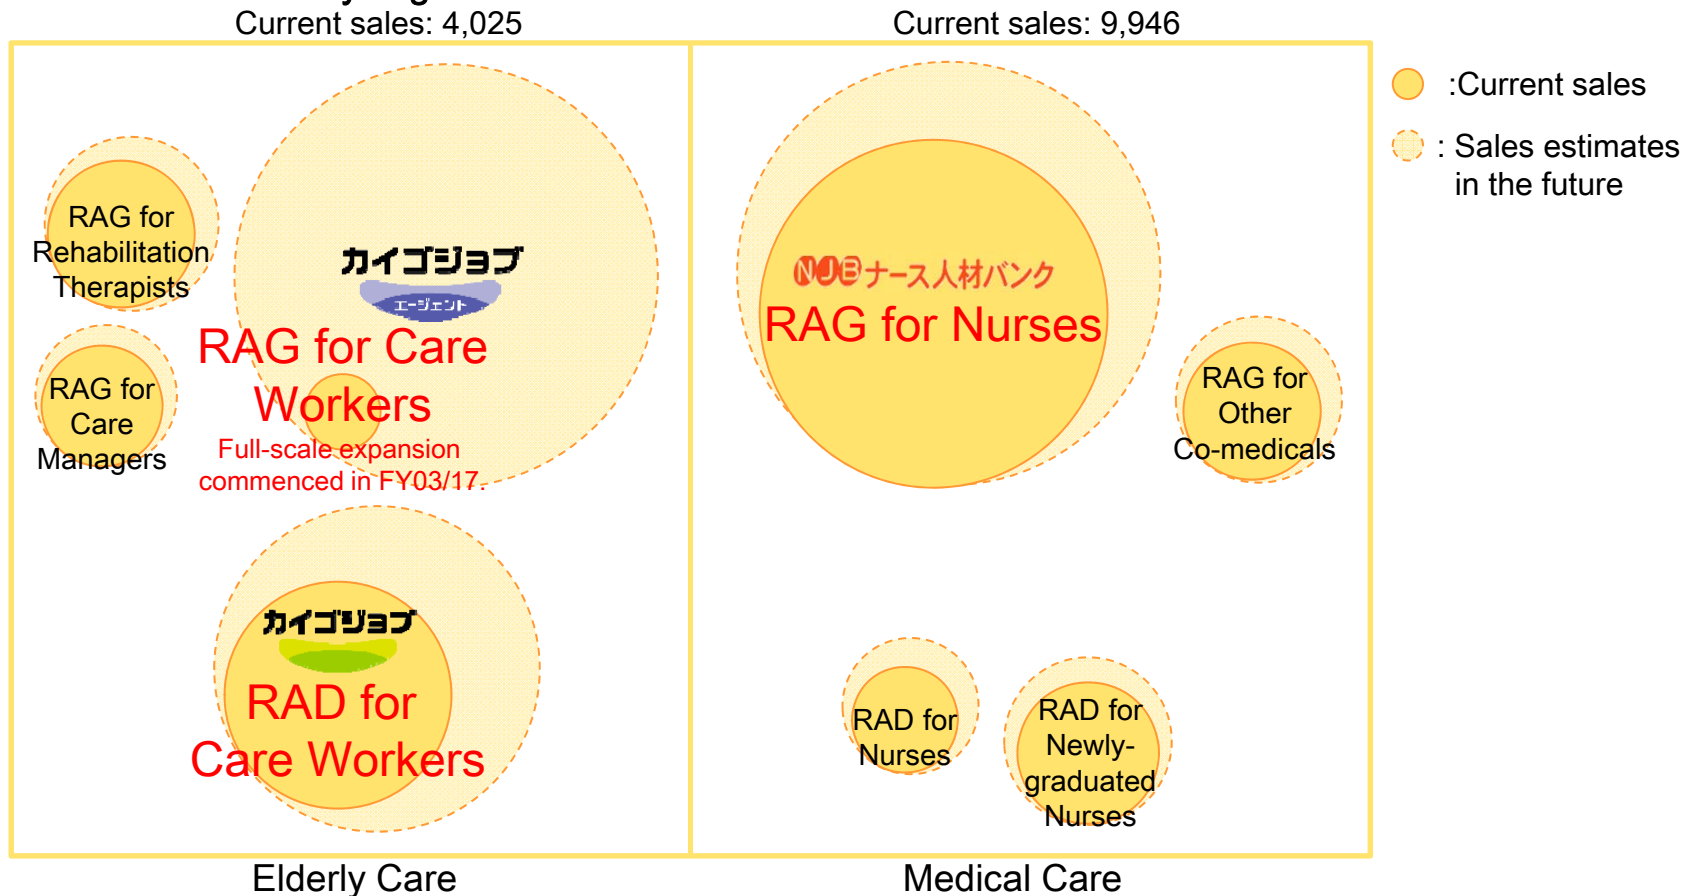 Current sales: 4,025
Current sales: 9,946
:Current sales
: Sales estimates
in the future
RAG for
Rehabilitation
Therapists
カイゴジョブ
エージェント
RAG for Care
Workers
Full-scale expansion
commenced in FY03/17.
RAG for
Care
Managers
NJB ナース人材バンク
RAG for Nurses
RAG for
Other
Co-medicals
カイゴジョブ
RAD for
Care Workers
RAD for
Nurses
RAD for
Newly-
graduated
Nurses
Elderly Care
Medical Care